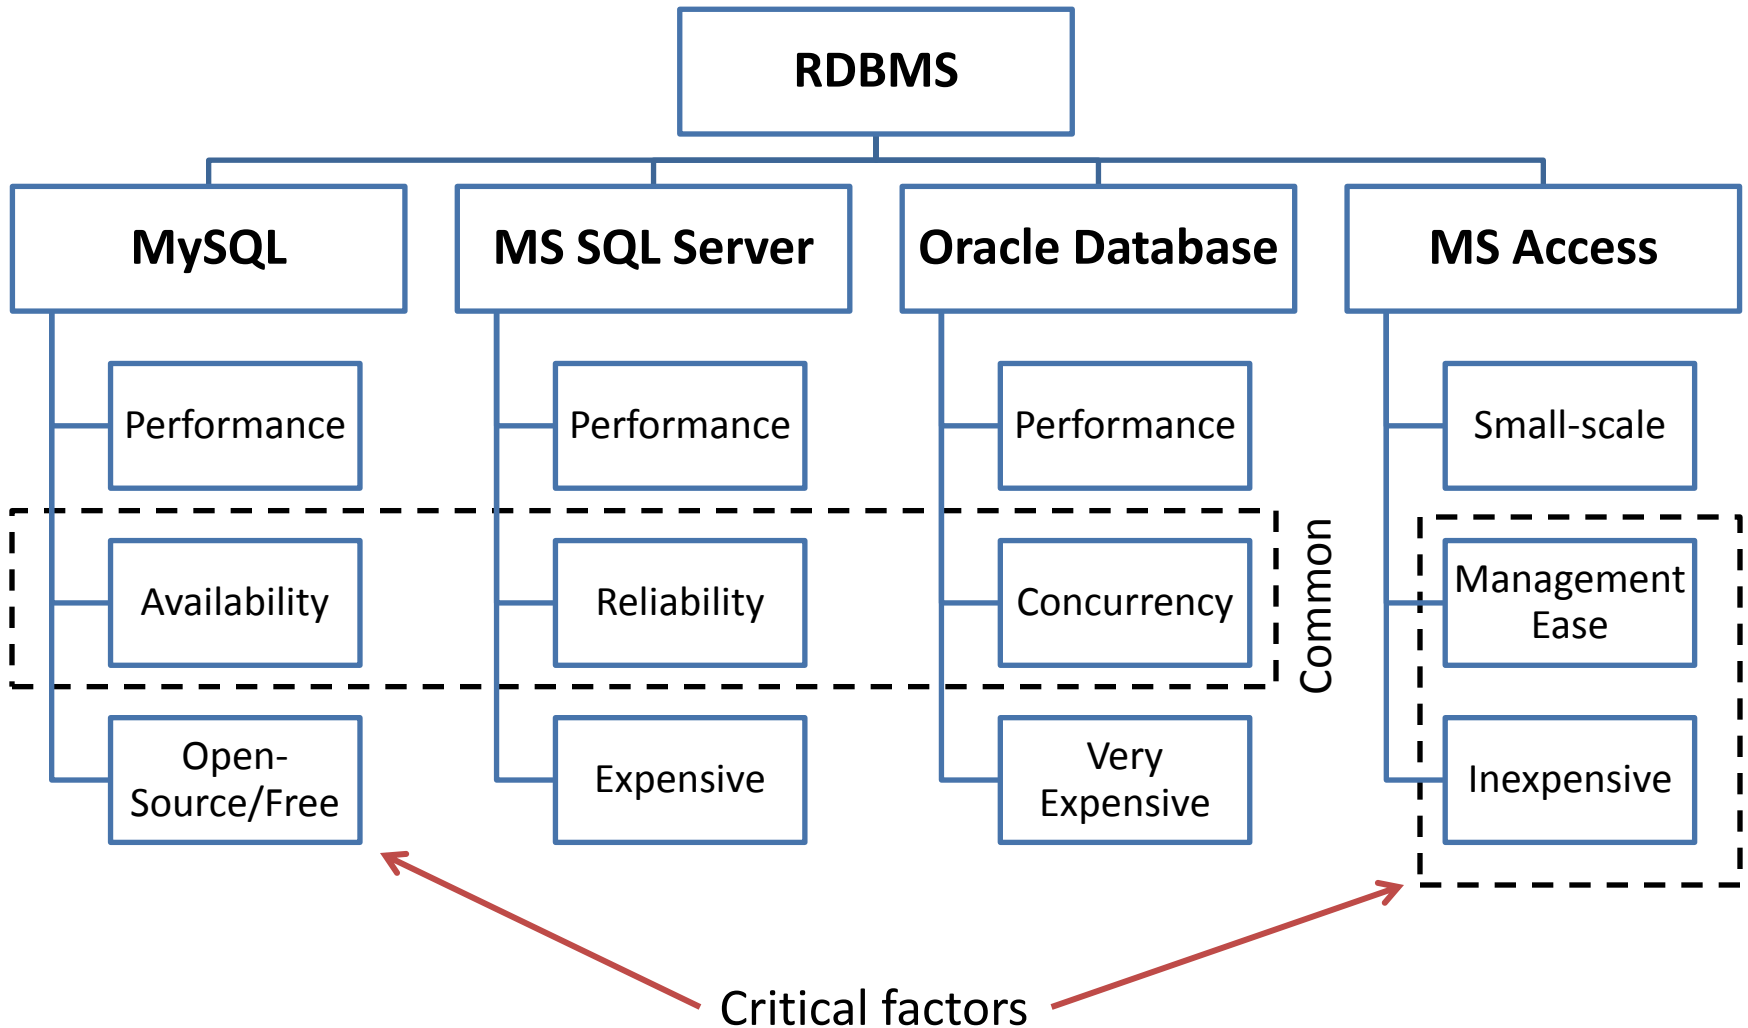 RDBMS
MySQL
MS SQL Server
Oracle Database
MS Access
Performance
Performance
Performance
Small-scale
Availability
Reliability
Concurrency
Common
Management
Ease
Open-
Source/Free
Expensive
Very
Expensive
Inexpensive
Critical factors